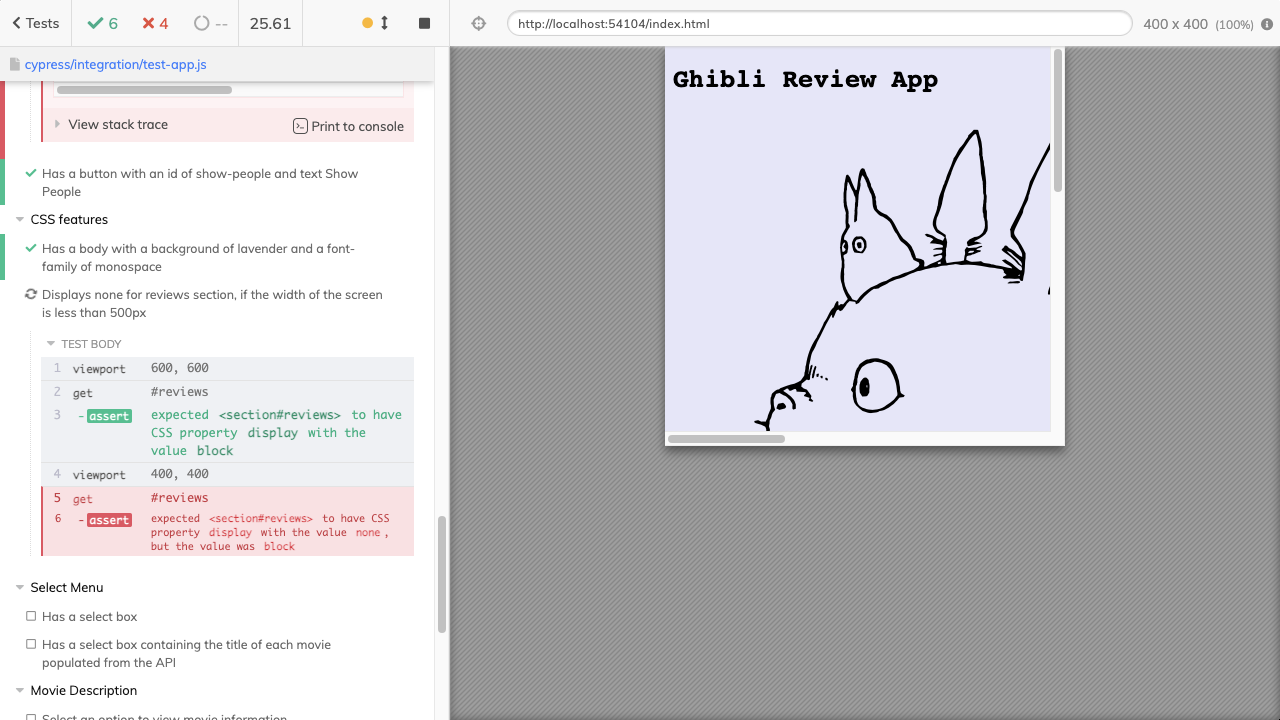 Tests
6
4
--
25.61
http://localhost:54104/index.html
400 x 400 (100%)
cypress/integration/test-app.js
View stack trace
Print to console
Has a button with an id of show-people and text Show
People
CSS features
Has a body with a background of lavender and a font-
family of monospace
Displays none for reviews section, if the width of the screen
is less than 500px
TEST BODY
1 viewport 600, 600
2 get #reviews
3 -assert expected <section#reviews> to have
CSS property display with the
value block
4 viewport 400, 400
5 get #reviews
6 -assert expected <section#reviews> to have CSS
property display with the value none,
but the value was block
Select Menu
Has a select box
Has a select box containing the title of each movie
populated from the API
Movie Description
Select an option to view movie information
Ghibli Review App